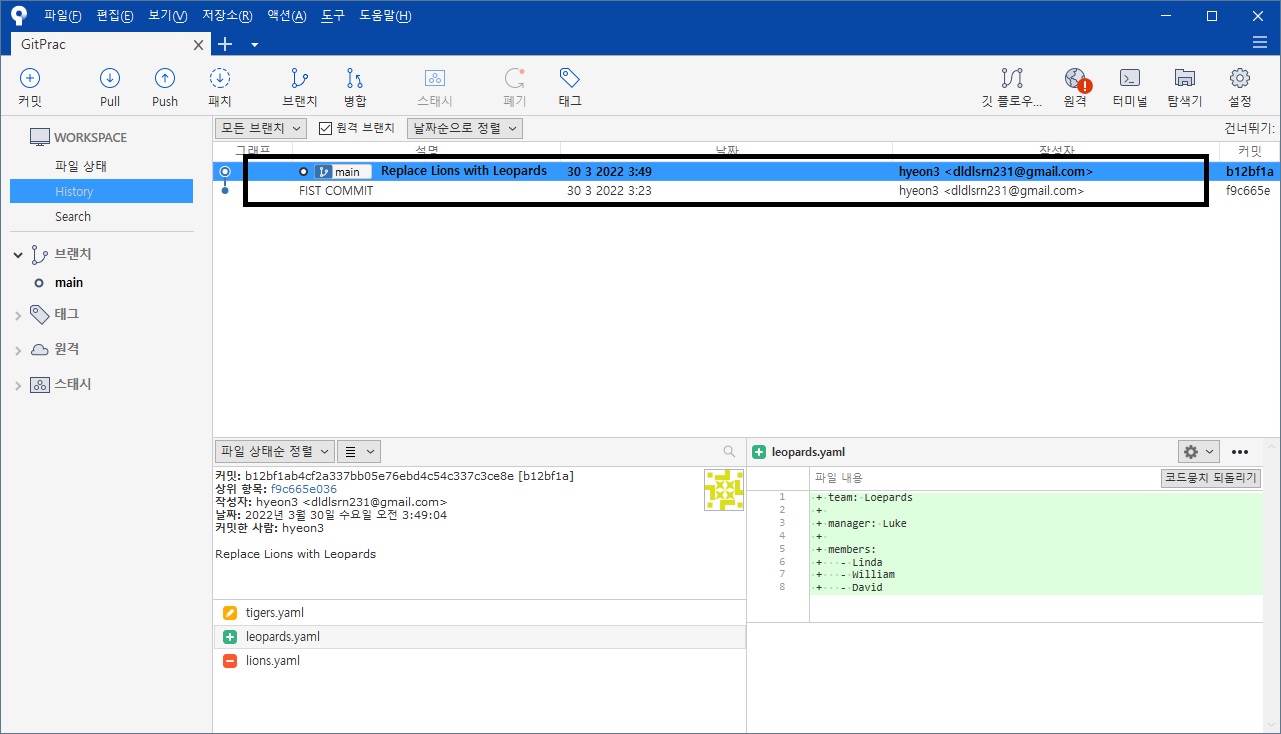 파일(F) 편집(E) 보기(V) 저장소(R) 액션(A) 도구 도움말(H)
GitPrac
커밋 Pull Push 패치 브랜치 병합 스태시 폐기 태그 깃 플로우... 원격 터미널 탐색기 설정
WORKSPACE
파일 상태
History
Search
브랜치
main
태그
원격
스태시
모든 브랜치 원격 브랜치 날짜순으로 정렬 건너뛰기:
그래프 설명 날짜 작성자 커밋
main Replace Lions with Leopards 30 3 2022 3:49 hyeon3 <dldlsrn231@gmail.com> b12bf1a
FIST COMMIT 30 3 2022 3:23 hyeon3 <dldlsrn231@gmail.com> f9c665e
파일 상태순 정렬
커밋: b12bf1ab4cf2a337bb05e76ebd4c54c337c3ce8e [b12bf1a]
상위 항목: f9c665e036
작성자: hyeon3 <dldlsrn231@gmail.com>
날짜: 2022년 3월 30일 수요일 오전 3:49:04
커밋한 사람: hyeon3
Replace Lions with Leopards
tigers.yaml
leopards.yaml
lions.yaml
leopards.yaml
파일 내용 코드뭉치 되돌리기
1 + team: Loepards
2 +
3 + manager: Luke
4 +
5 + members:
6 + - Linda
7 + - William
8 + - David